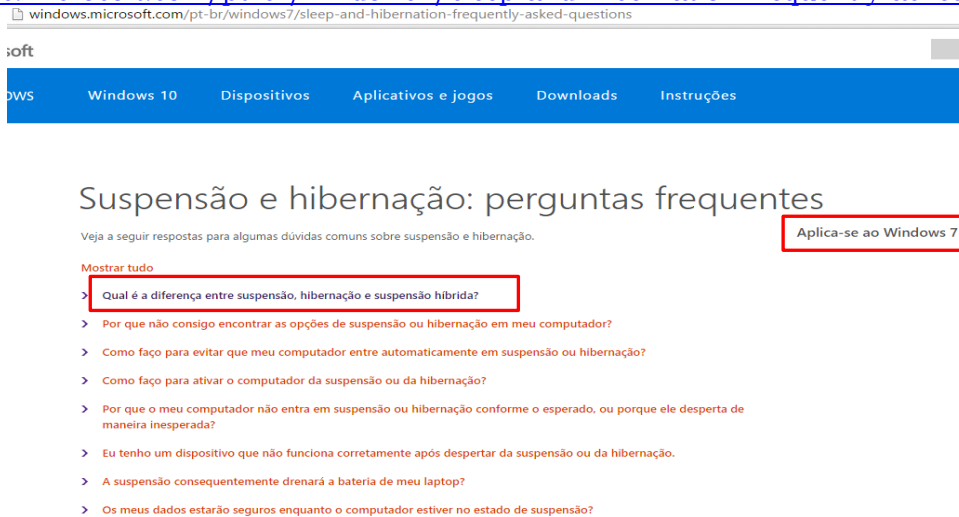 windows.microsoft.com/pt-br/windows7/sleep-and-hibernation-frequently-asked-questions
soft
ows Windows 10 Dispositivos Aplicativos e jogos Downloads Instruções
Suspensão e hibernação: perguntas frequentes
Veja a seguir respostas para algumas dúvidas comuns sobre suspensão e hibernação.
Aplica-se ao Windows 7
Mostrar tudo
Qual é a diferença entre suspensão, hibernação e suspensão híbrida?
Por que não consigo encontrar as opções de suspensão ou hibernação em meu computador?
Como faço para evitar que meu computador entre automaticamente em suspensão ou hibernação?
Como faço para ativar o computador da suspensão ou da hibernação?
Por que o meu computador não entra em suspensão ou hibernação conforme o esperado, ou porque ele desperta de
maneira inesperada?
Eu tenho um dispositivo que não funciona corretamente após despertar da suspensão ou da hibernação.
A suspensão consequentemente drenará a bateria de meu laptop?
Os meus dados estarão seguros enquanto o computador estiver no estado de suspensão?